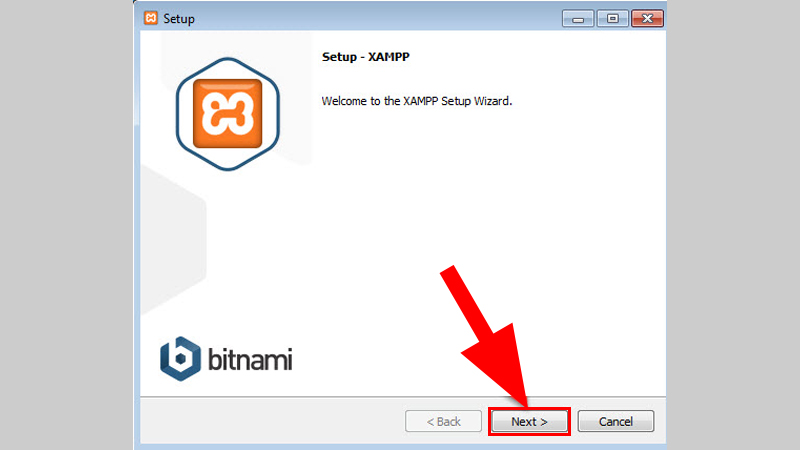 Setup
Setup - XAMPP
Welcome to the XAMPP Setup Wizard.
bitnami
< Back
Next >
Cancel